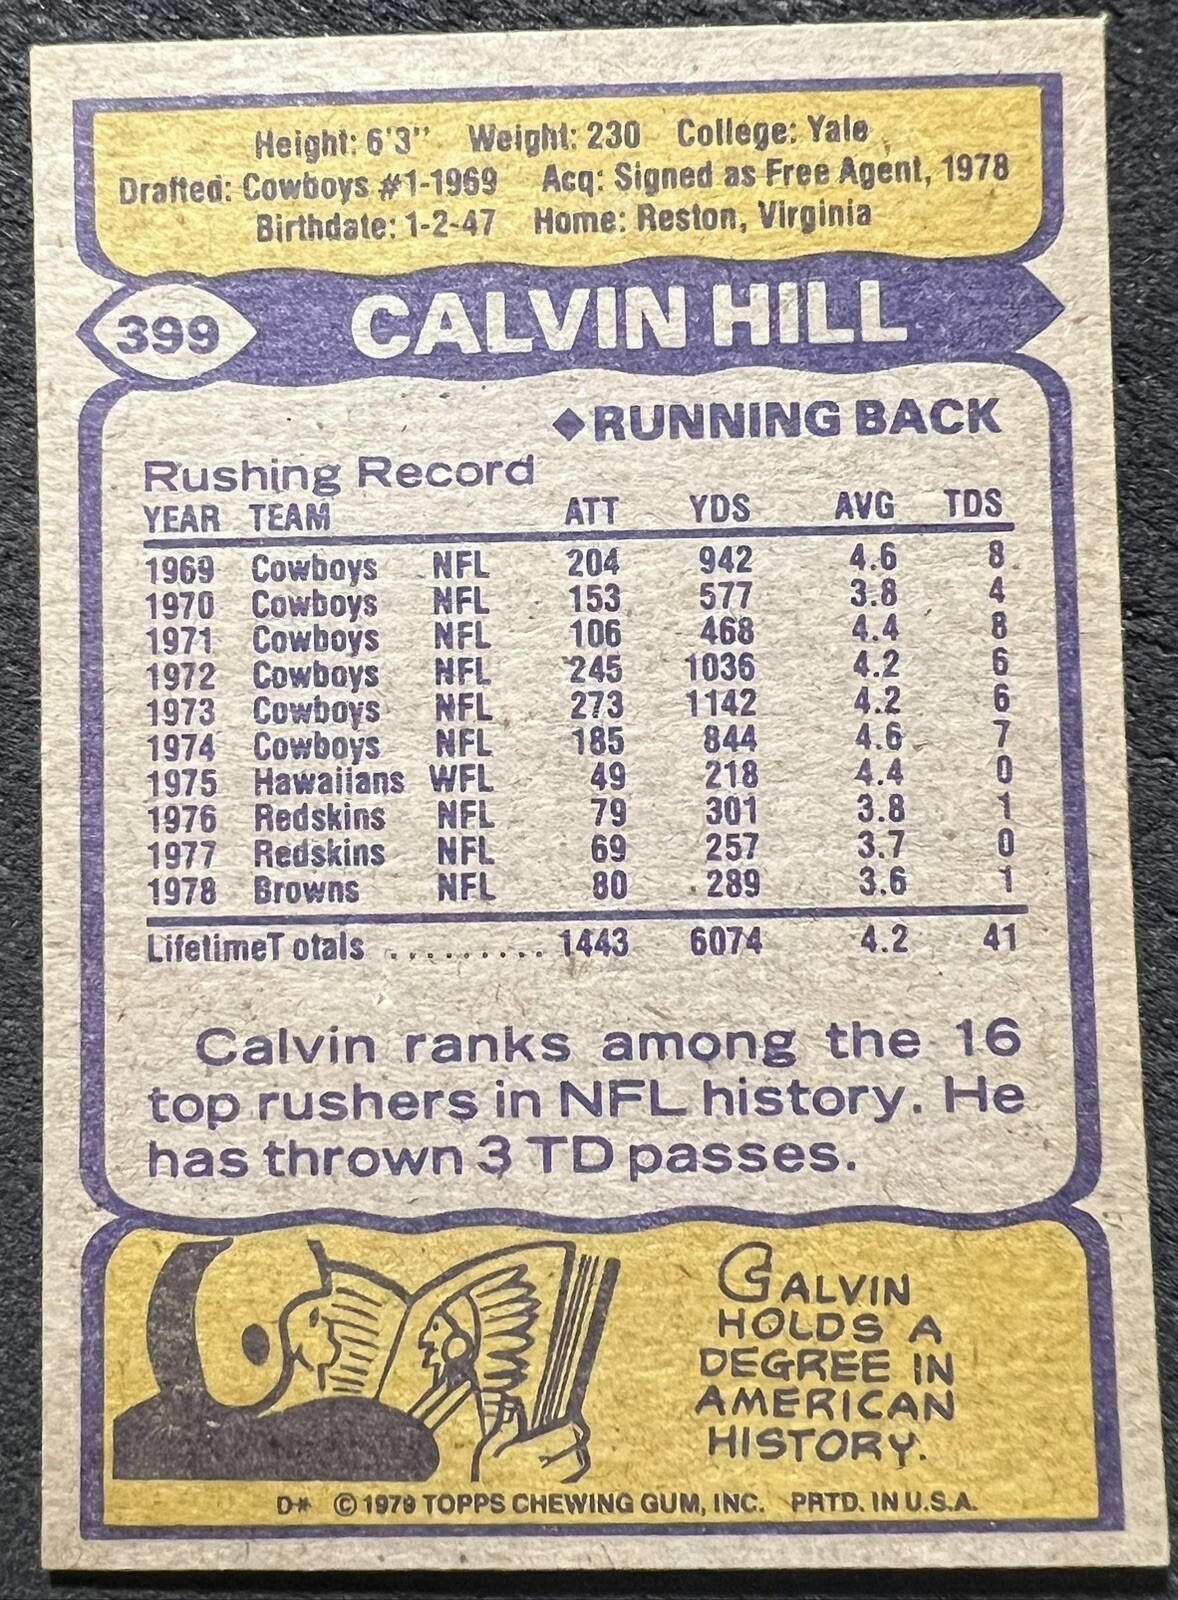 Height: 6'3" Weight: 230 College: Yale
Drafted: Cowboys #1-1969 Acq: Signed as Free Agent, 1978
Birthdate: 1-2-47 Home: Reston, Virginia
399 CALVIN HILL
◆RUNNING BACK
Rushing Record
YEAR TEAM ATT YDS AVG TDS
1969 Cowboys NFL 204 942 4.6 8
1970 Cowboys NFL 153 577 3.8 4
1971 Cowboys NFL 106 468 4.4 8
1972 Cowboys NFL 245 1036 4.2 6
1973 Cowboys NFL 273 1142 4.2 6
1974 Cowboys NFL 185 844 4.6 7
1975 Hawaiians WFL 49 218 4.4 0
1976 Redskins NFL 79 301 3.8 1
1977 Redskins NFL 69 257 3.7 0
1978 Browns NFL 80 289 3.6 1
LifetimeT otals .......... 1443 6074 4.2 41
Calvin ranks among the 16
top rushers in NFL history. He
has thrown 3 TD passes.
CALVIN
HOLDS A
DEGREE IN
AMERICAN
HISTORY.
D* © 1979 TOPPS CHEWING GUM, INC. PRTD. IN U.S.A.